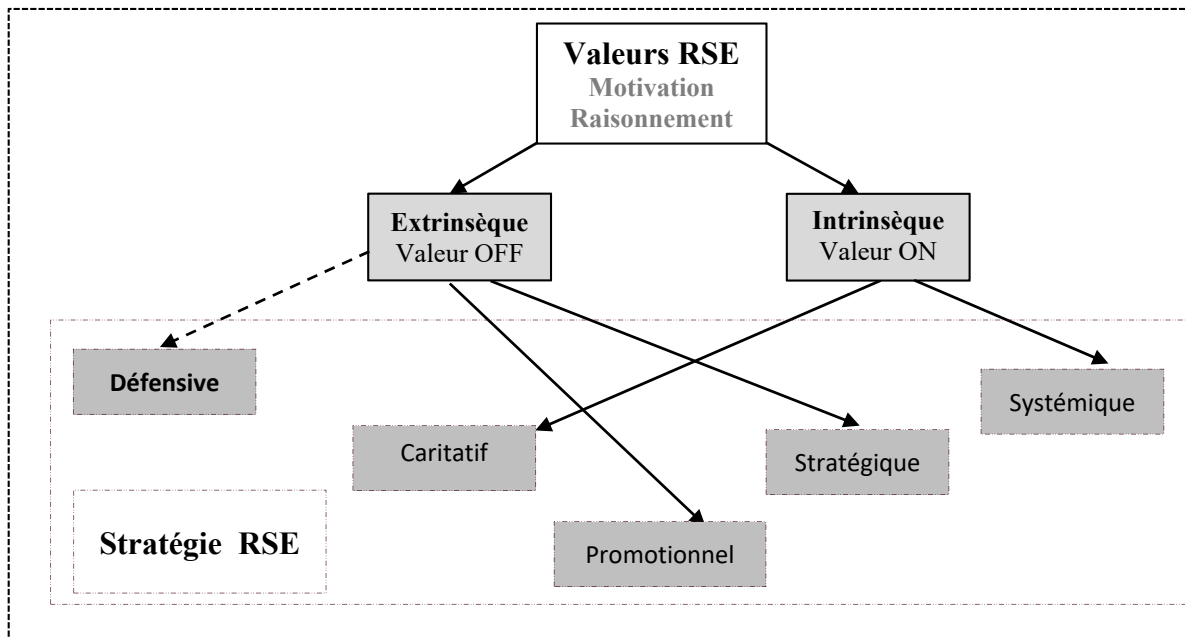 Valeurs RSE
Motivation
Raisonnement
Extrinsèque
Valeur OFF
Intrinsèque
Valeur ON
Défensive
Systémique
Caritatif
Stratégique
Stratégie RSE
Promotionnel